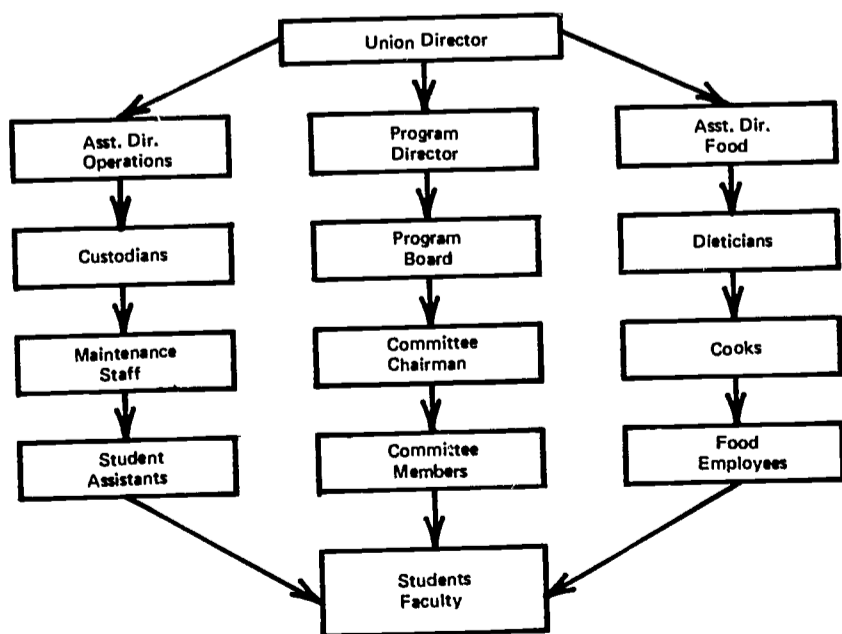 Union Director
Asst. Dir.
Operations
Program
Director
Asst. Dir.
Food
Custodians
Program
Board
Dieticians
Maintenance
Staff
Committee
Chairman
Cooks
Student
Assistants
Committee
Members
Food
Employees
Students
Faculty